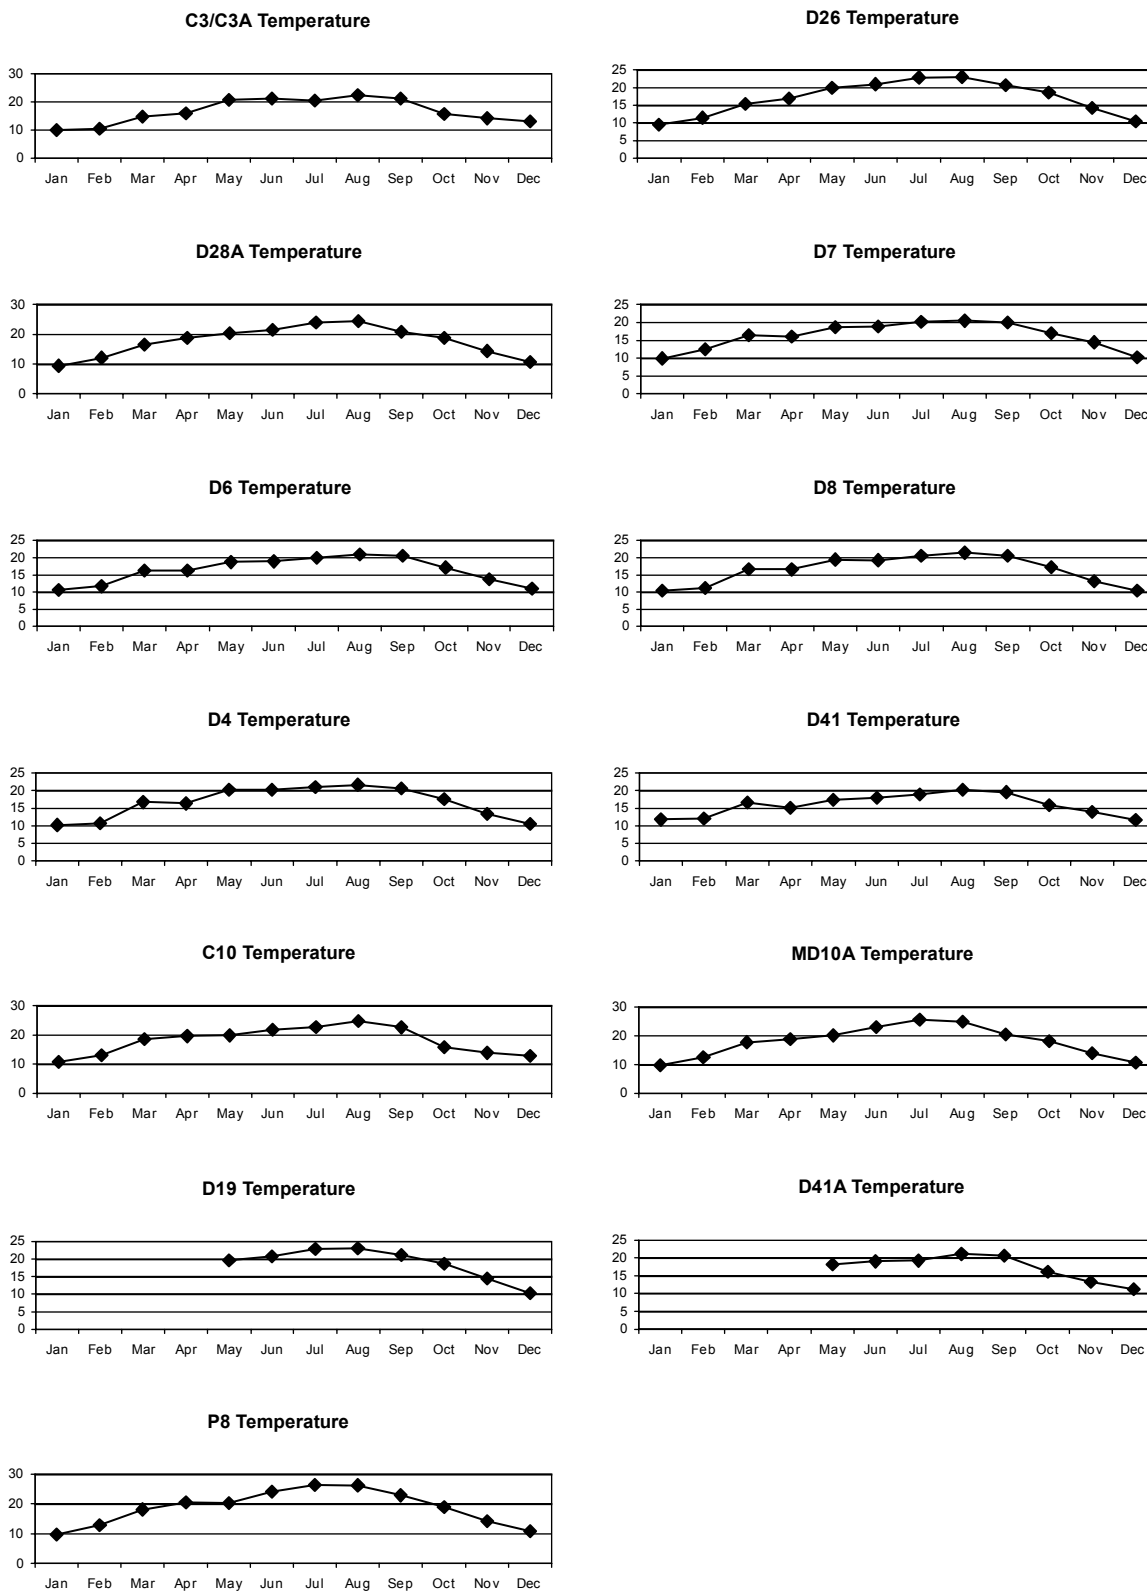 C3/C3A Temperature
30
20
10
0
Jan Feb Mar Apr May Jun Jul Aug Sep Oct Nov Dec
D26 Temperature
25
20
15
10
5
0
Jan Feb Mar Apr May Jun Jul Aug Sep Oct Nov Dec
D28A Temperature
30
20
10
0
Jan Feb Mar Apr May Jun Jul Aug Sep Oct Nov Dec
D7 Temperature
25
20
15
10
5
0
Jan Feb Mar Apr May Jun Jul Aug Sep Oct Nov Dec
D6 Temperature
25
20
15
10
5
0
Jan Feb Mar Apr May Jun Jul Aug Sep Oct Nov Dec
D8 Temperature
25
20
15
10
5
0
Jan Feb Mar Apr May Jun Jul Aug Sep Oct Nov Dec
D4 Temperature
25
20
15
10
5
0
Jan Feb Mar Apr May Jun Jul Aug Sep Oct Nov Dec
D41 Temperature
25
20
15
10
5
0
Jan Feb Mar Apr May Jun Jul Aug Sep Oct Nov Dec
C10 Temperature
30
20
10
0
Jan Feb Mar Apr May Jun Jul Aug Sep Oct Nov Dec
MD10A Temperature
30
20
10
0
Jan Feb Mar Apr May Jun Jul Aug Sep Oct Nov Dec
D19 Temperature
25
20
15
10
5
0
Jan Feb Mar Apr May Jun Jul Aug Sep Oct Nov Dec
D41A Temperature
25
20
15
10
5
0
Jan Feb Mar Apr May Jun Jul Aug Sep Oct Nov Dec
P8 Temperature
30
20
10
0
Jan Feb Mar Apr May Jun Jul Aug Sep Oct Nov Dec